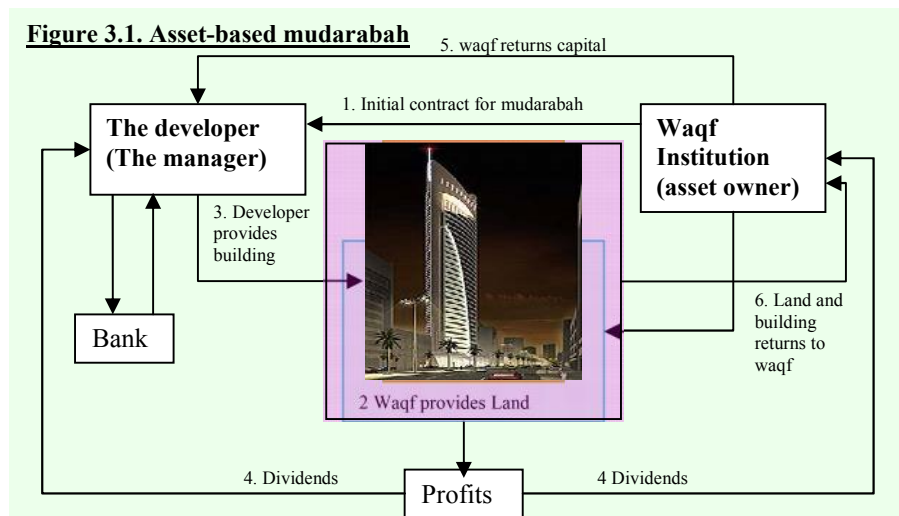 Figure 3.1. Asset-based mudarabah
5. waqf returns capital
1. Initial contract for mudarabah
The developer
(The manager)
Waqf
Institution
(asset owner)
3. Developer
provides
building
Bank
6. Land and
building
returns to
waqf
2 Waqf provides Land
4. Dividends
4 Dividends
Profits